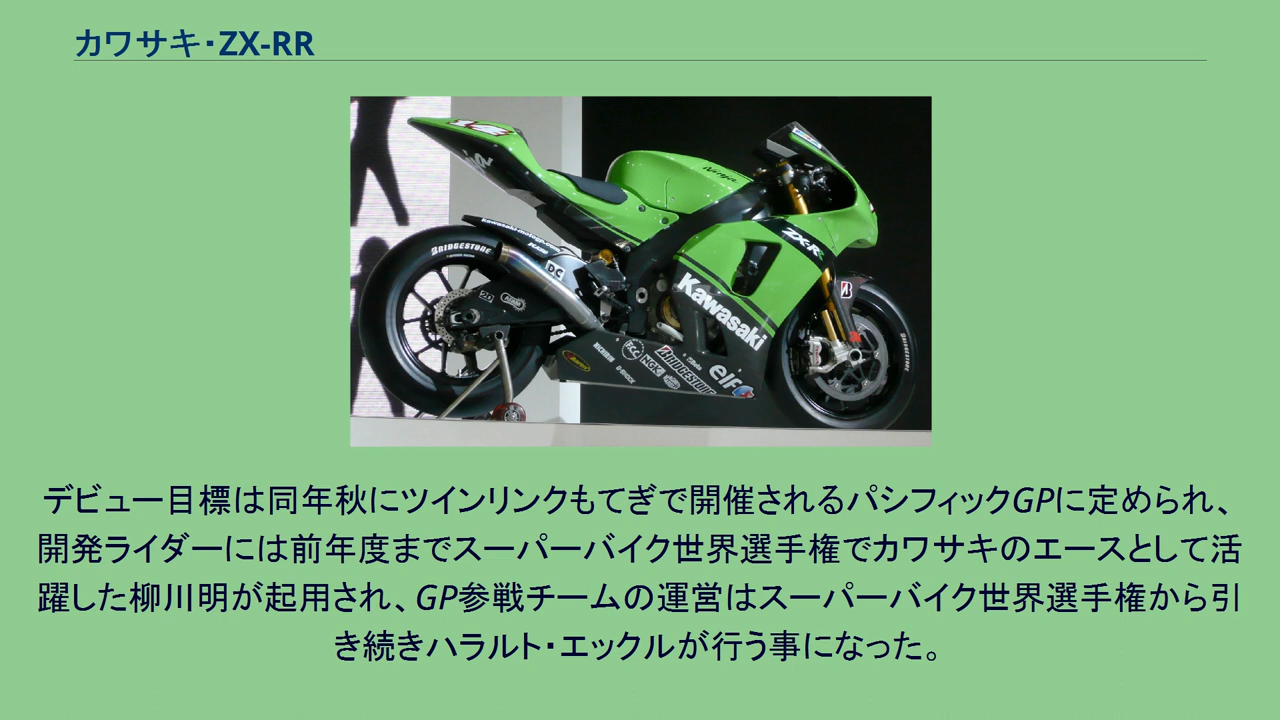 カワサキ・ZX-RR
Ninja
ZX-R
kawasaki-motogp.com
BRIDGESTONE
DC
Kawasaki
BRIDGESTONE
NGK
BRIDGESTONE
elf
デビュー目標は同年秋にツインリンクもてぎで開催されるパシフィックGPに定められ、
開発ライダーには前年度までスーパーバイク世界選手権でカワサキのエースとして活
躍した柳川明が起用され、GP参戦チームの運営はスーパーバイク世界選手権から引
き続きハラルト・エックルが行う事になった。